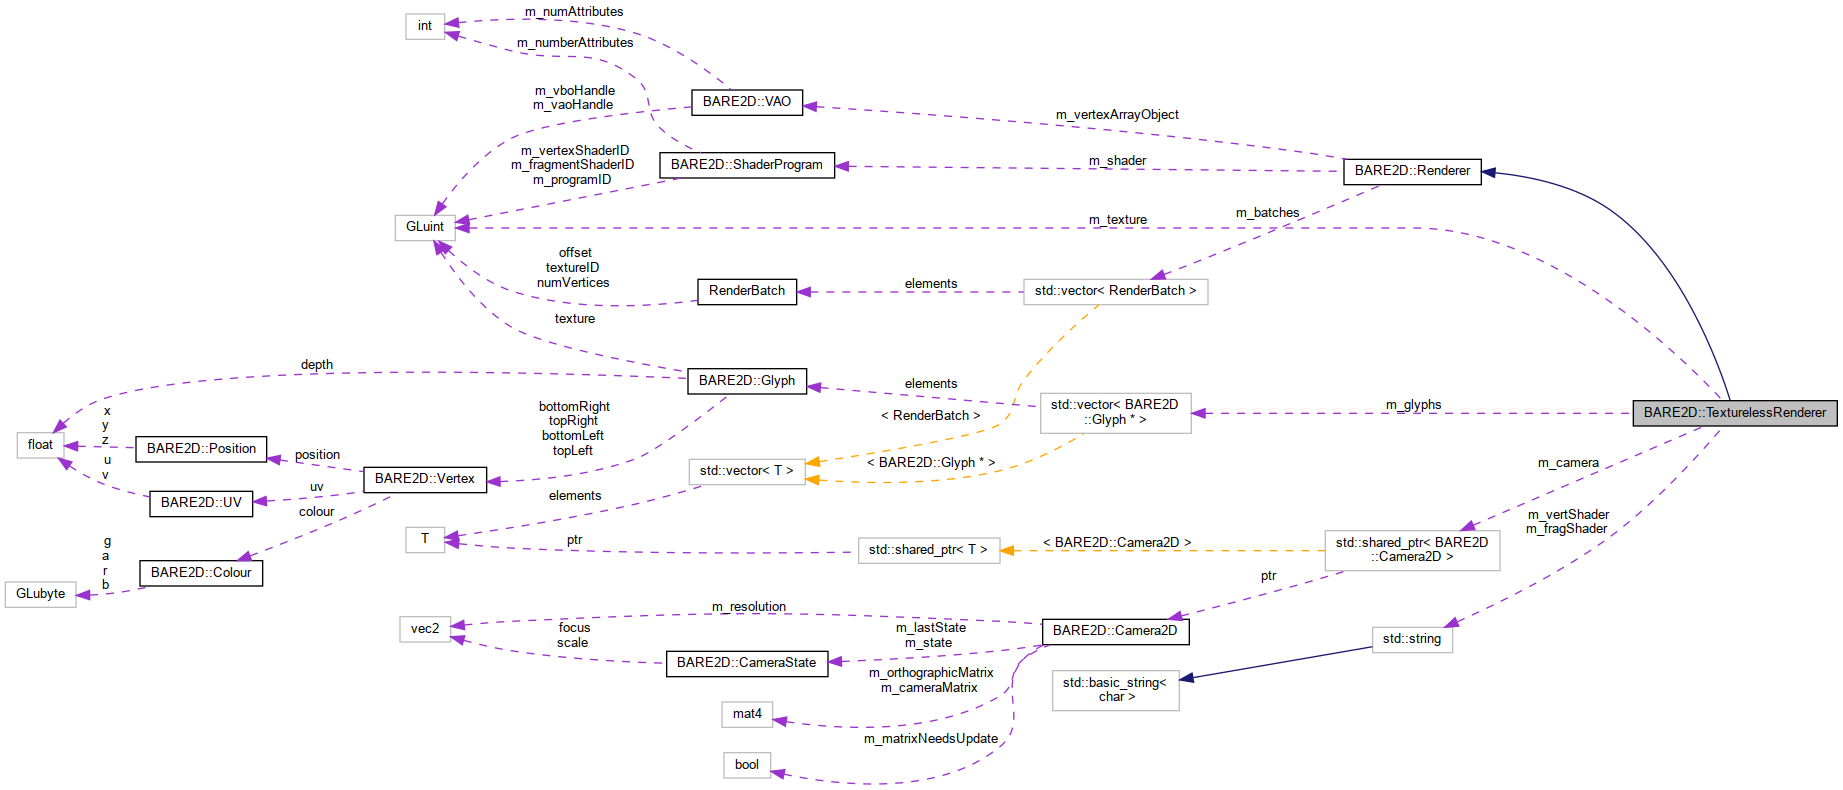 m_numAttributes
int
m_numberAttributes
m_vboHandle
m_vaoHandle
BARE2D::VAO
m_vertexArrayObject
m_vertexShaderID
m_fragmentShaderID
m_programID
BARE2D::ShaderProgram
m_shader
BARE2D::Renderer
m_batches
m_texture
GLuint
offset
textureID
numVertices
RenderBatch
elements
std::vector< RenderBatch >
texture
depth
BARE2D::Glyph
elements
std::vector< BARE2D
::Glyph * >
m_glyphs
BARE2D::TexturelessRenderer
< RenderBatch >
bottomRight
topRight
bottomLeft
topLeft
x
y
z
float
BARE2D::Position
position
u
v
BARE2D::UV
uv
BARE2D::Vertex
colour
std::vector< T >
< BARE2D::Glyph * >
m_camera
elements
T
ptr
std::shared_ptr< T >
< BARE2D::Camera2D >
std::shared_ptr< BARE2D
::Camera2D >
m_vertShader
m_fragShader
g
a
r
b
BARE2D::Colour
GLubyte
ptr
m_resolution
vec2
focus
scale
m_lastState
m_state
BARE2D::Camera2D
std::string
BARE2D::CameraState
m_orthographicMatrix
m_cameraMatrix
std::basic_string<
char >
mat4
m_matrixNeedsUpdate
bool